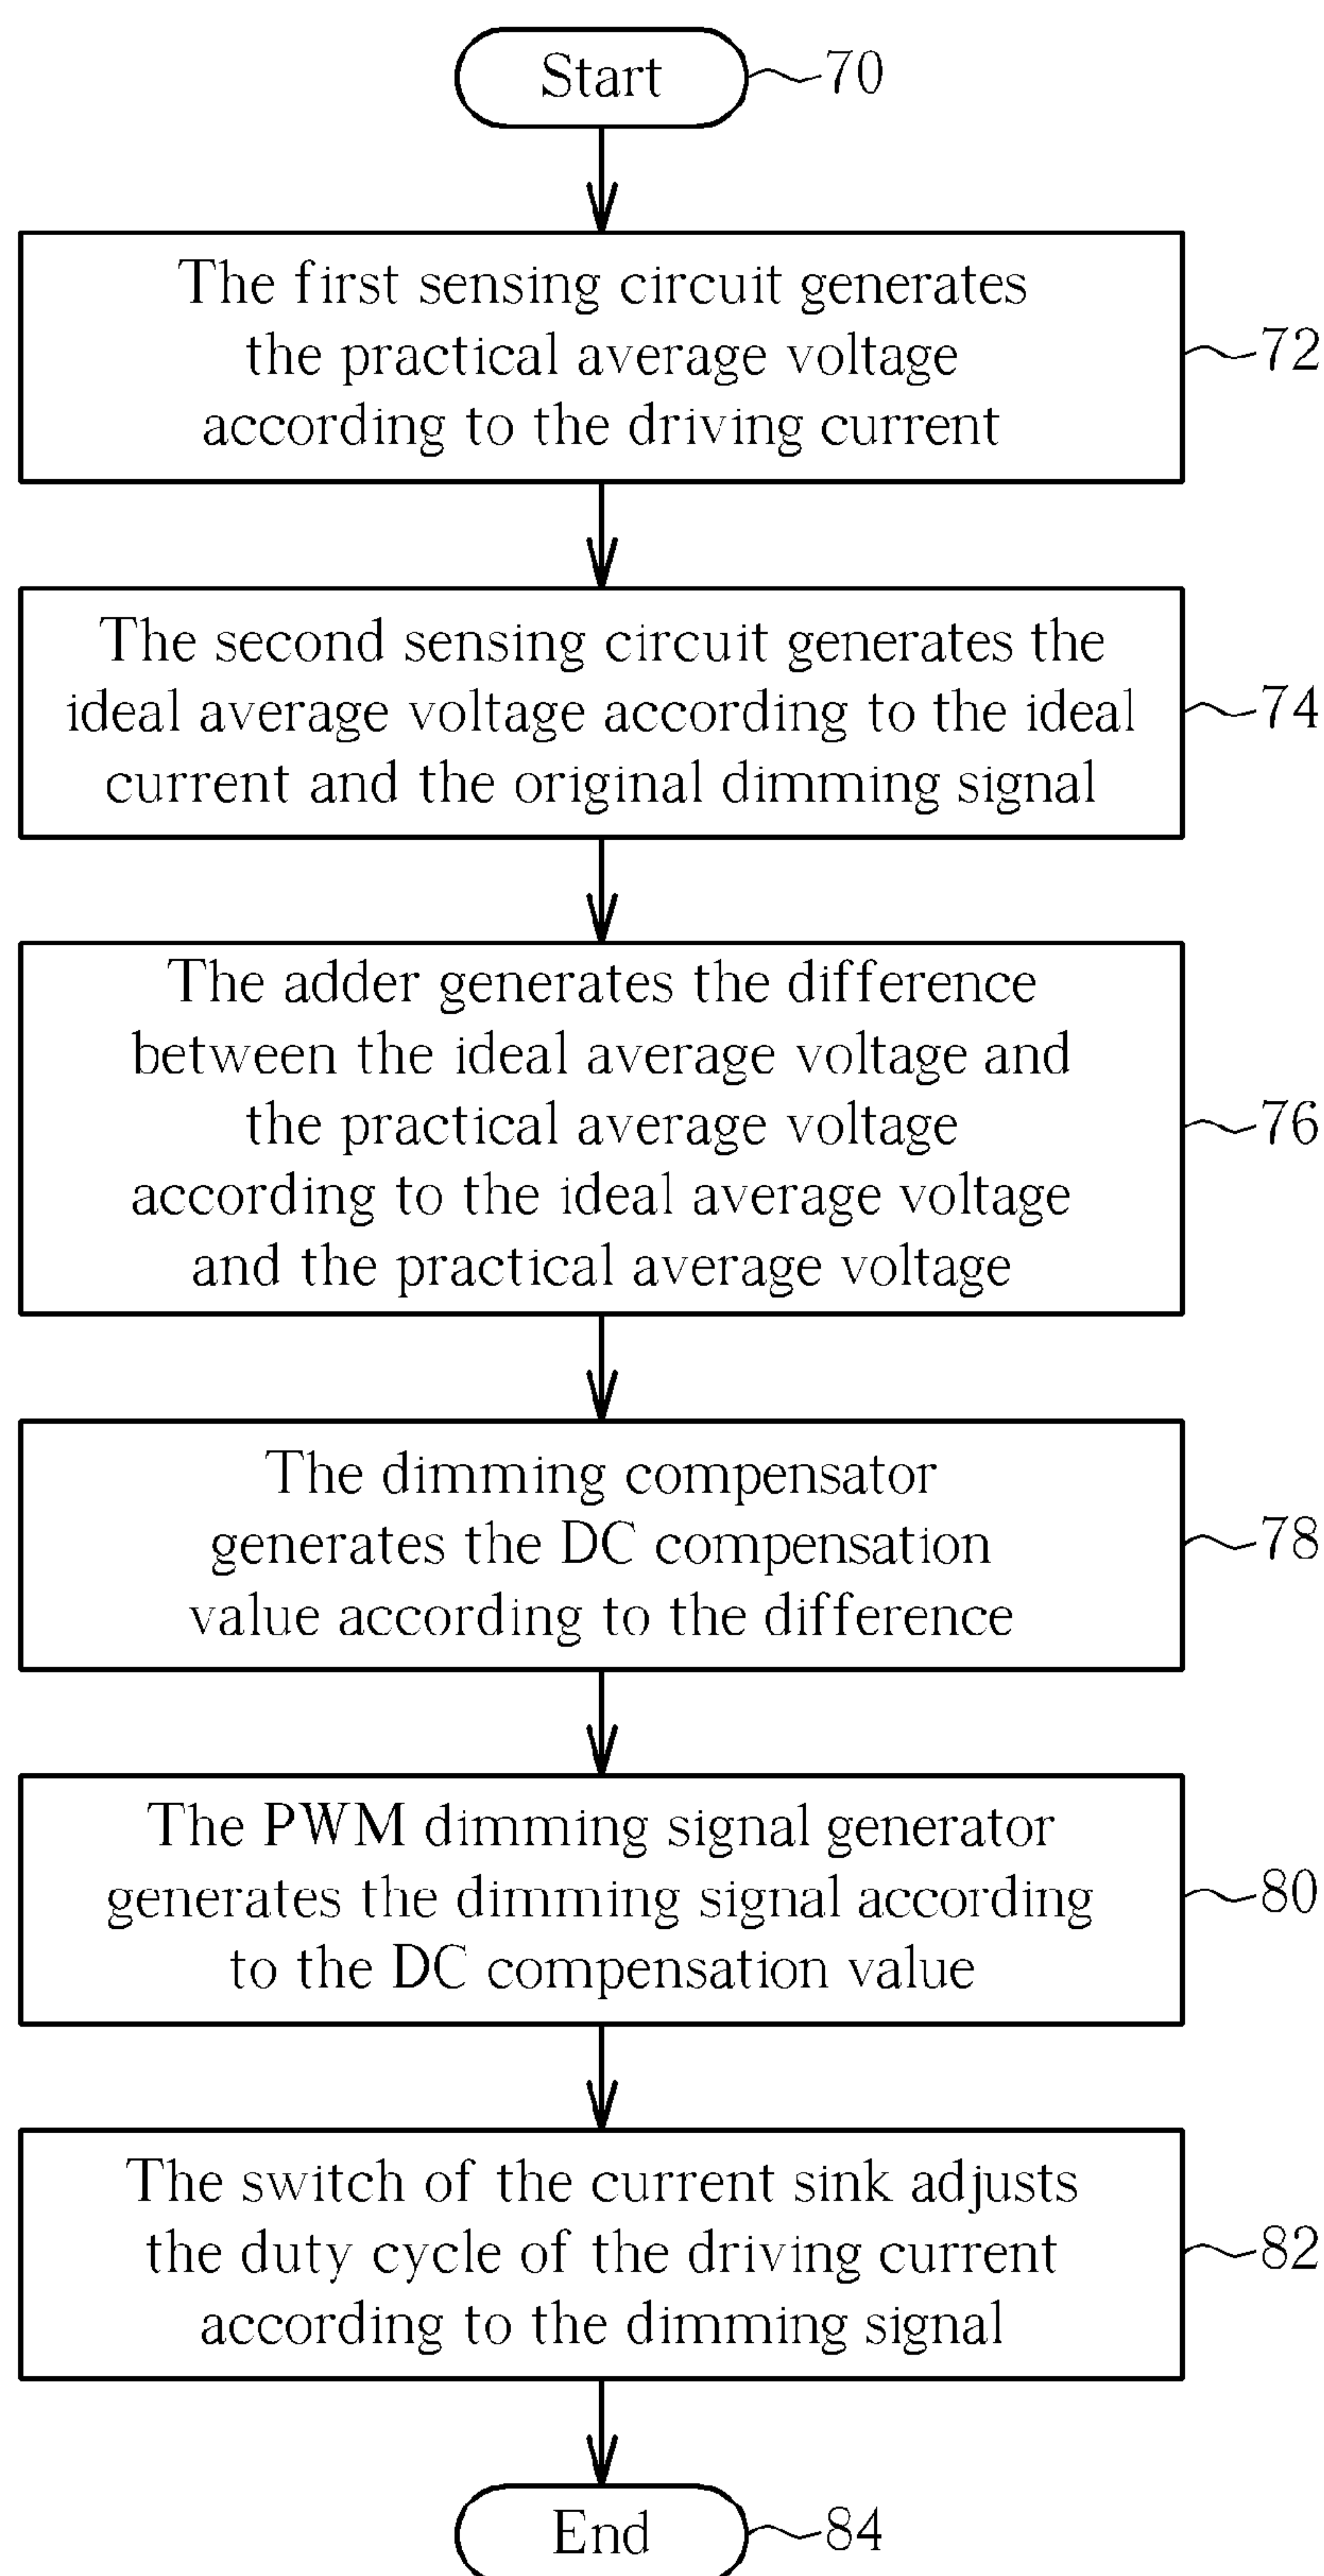 Start
70
The first sensing circuit generates
the practical average voltage
according to the driving current
72
The second sensing circuit generates the
ideal average voltage according to the ideal
current and the original dimming signal
74
The adder generates the difference
between the ideal average voltage and
the practical average voltage
according to the ideal average voltage
and the practical average voltage
76
The dimming compensator
generates the DC compensation
value according to the difference
78
The PWM dimming signal generator
generates the dimming signal according
to the DC compensation value
80
The switch of the current sink adjusts
the duty cycle of the driving current
according to the dimming signal
82
End
84